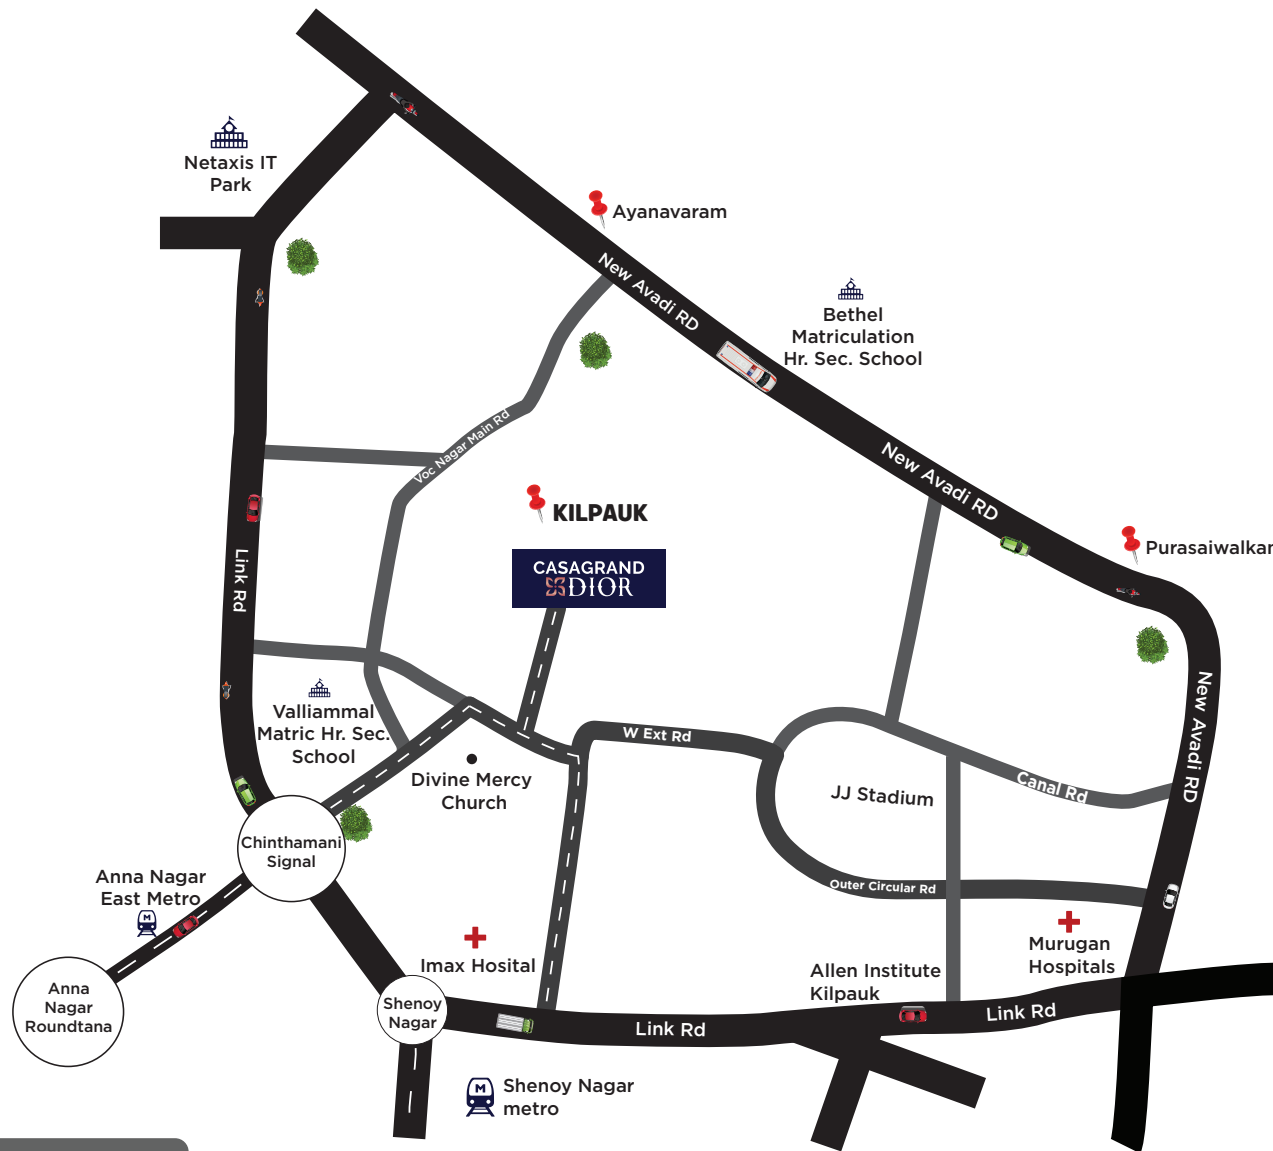 Netaxis IT
Park
Ayanavaram
New Avadi RD
Bethel
Matriculation
Hr. Sec. School
Voc Nagar Main Rd
New Avadi RD
KILPAUK
Purasaiwalkar
CASAGRAND
DIOR
Link Rd
New Avadi RD
Valliammal
Matric Hr. Sec.
School
W Ext Rd
Divine Mercy
Church
JJ Stadium
Canal Rd
Chinthamani
Signal
Anna Nagar
East Metro
M
Outer Circular Rd
Imax Hosital
Murugan
Hospitals
Allen Institute
Kilpauk
Anna
Nagar
Roundtana
Shenoy
Nagar
Link Rd
Link Rd
M
Shenoy Nagar
metro